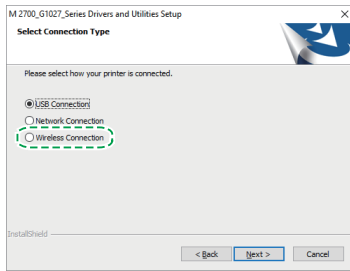 M 2700_G1027_Series Drivers and Utilities Setup
Select Connection Type
Please select how your printer is connected.
USB Connection
Network Connection
Wireless Connection
InstallShield
< Back
Next >
Cancel